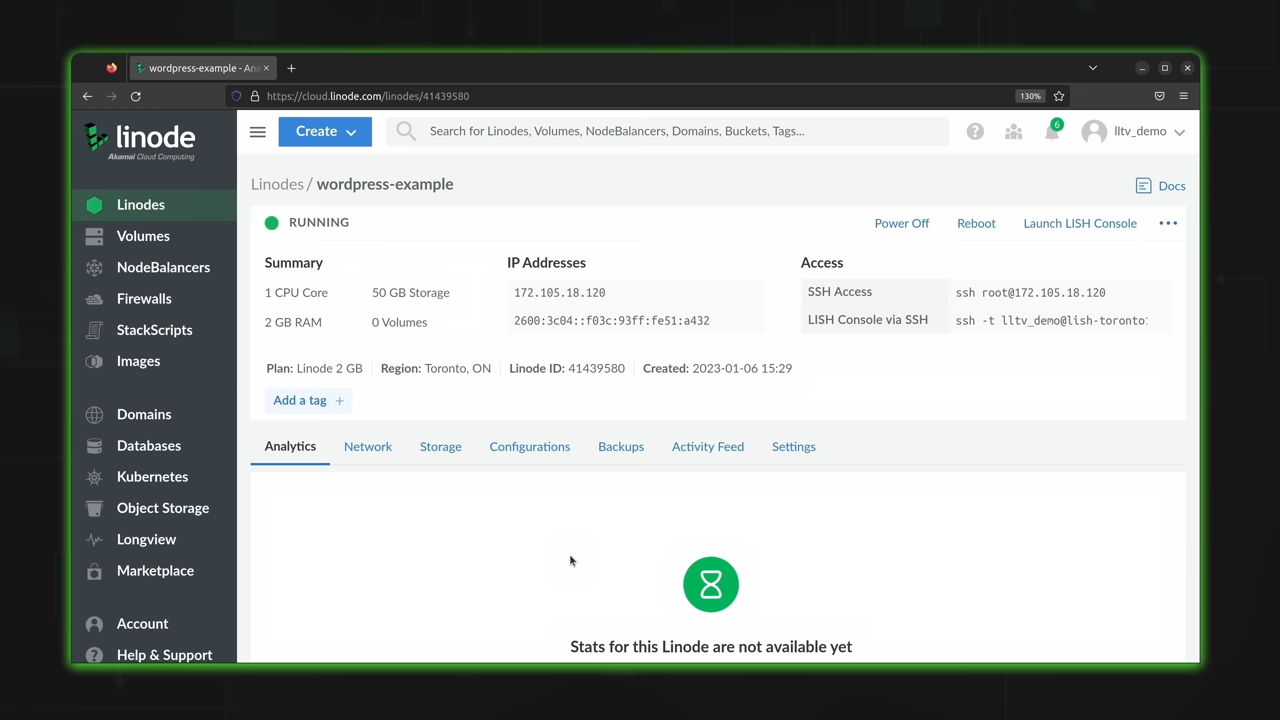 wordpress-example - Ana
https://cloud.linode.com/linodes/41439580
130%
linode
Akamai Cloud Computing
Create
Search for Linodes, Volumes, NodeBalancers, Domains, Buckets, Tags...
6
lltv_demo
Linodes
Volumes
NodeBalancers
Firewalls
StackScripts
Images
Domains
Databases
Kubernetes
Object Storage
Longview
Marketplace
Account
Help & Support
Linodes / wordpress-example
Docs
RUNNING
Power Off
Reboot
Launch LISH Console
Summary
1 CPU Core
50 GB Storage
2 GB RAM
0 Volumes
IP Addresses
172.105.18.120
2600:3c04::f03c:93ff:fe51:a432
Access
SSH Access
ssh root@172.105.18.120
LISH Console via SSH
ssh -t lltv_demo@lish-toronto
Plan: Linode 2 GB
Region: Toronto, ON
Linode ID: 41439580
Created: 2023-01-06 15:29
Add a tag +
Analytics
Network
Storage
Configurations
Backups
Activity Feed
Settings
Stats for this Linode are not available yet